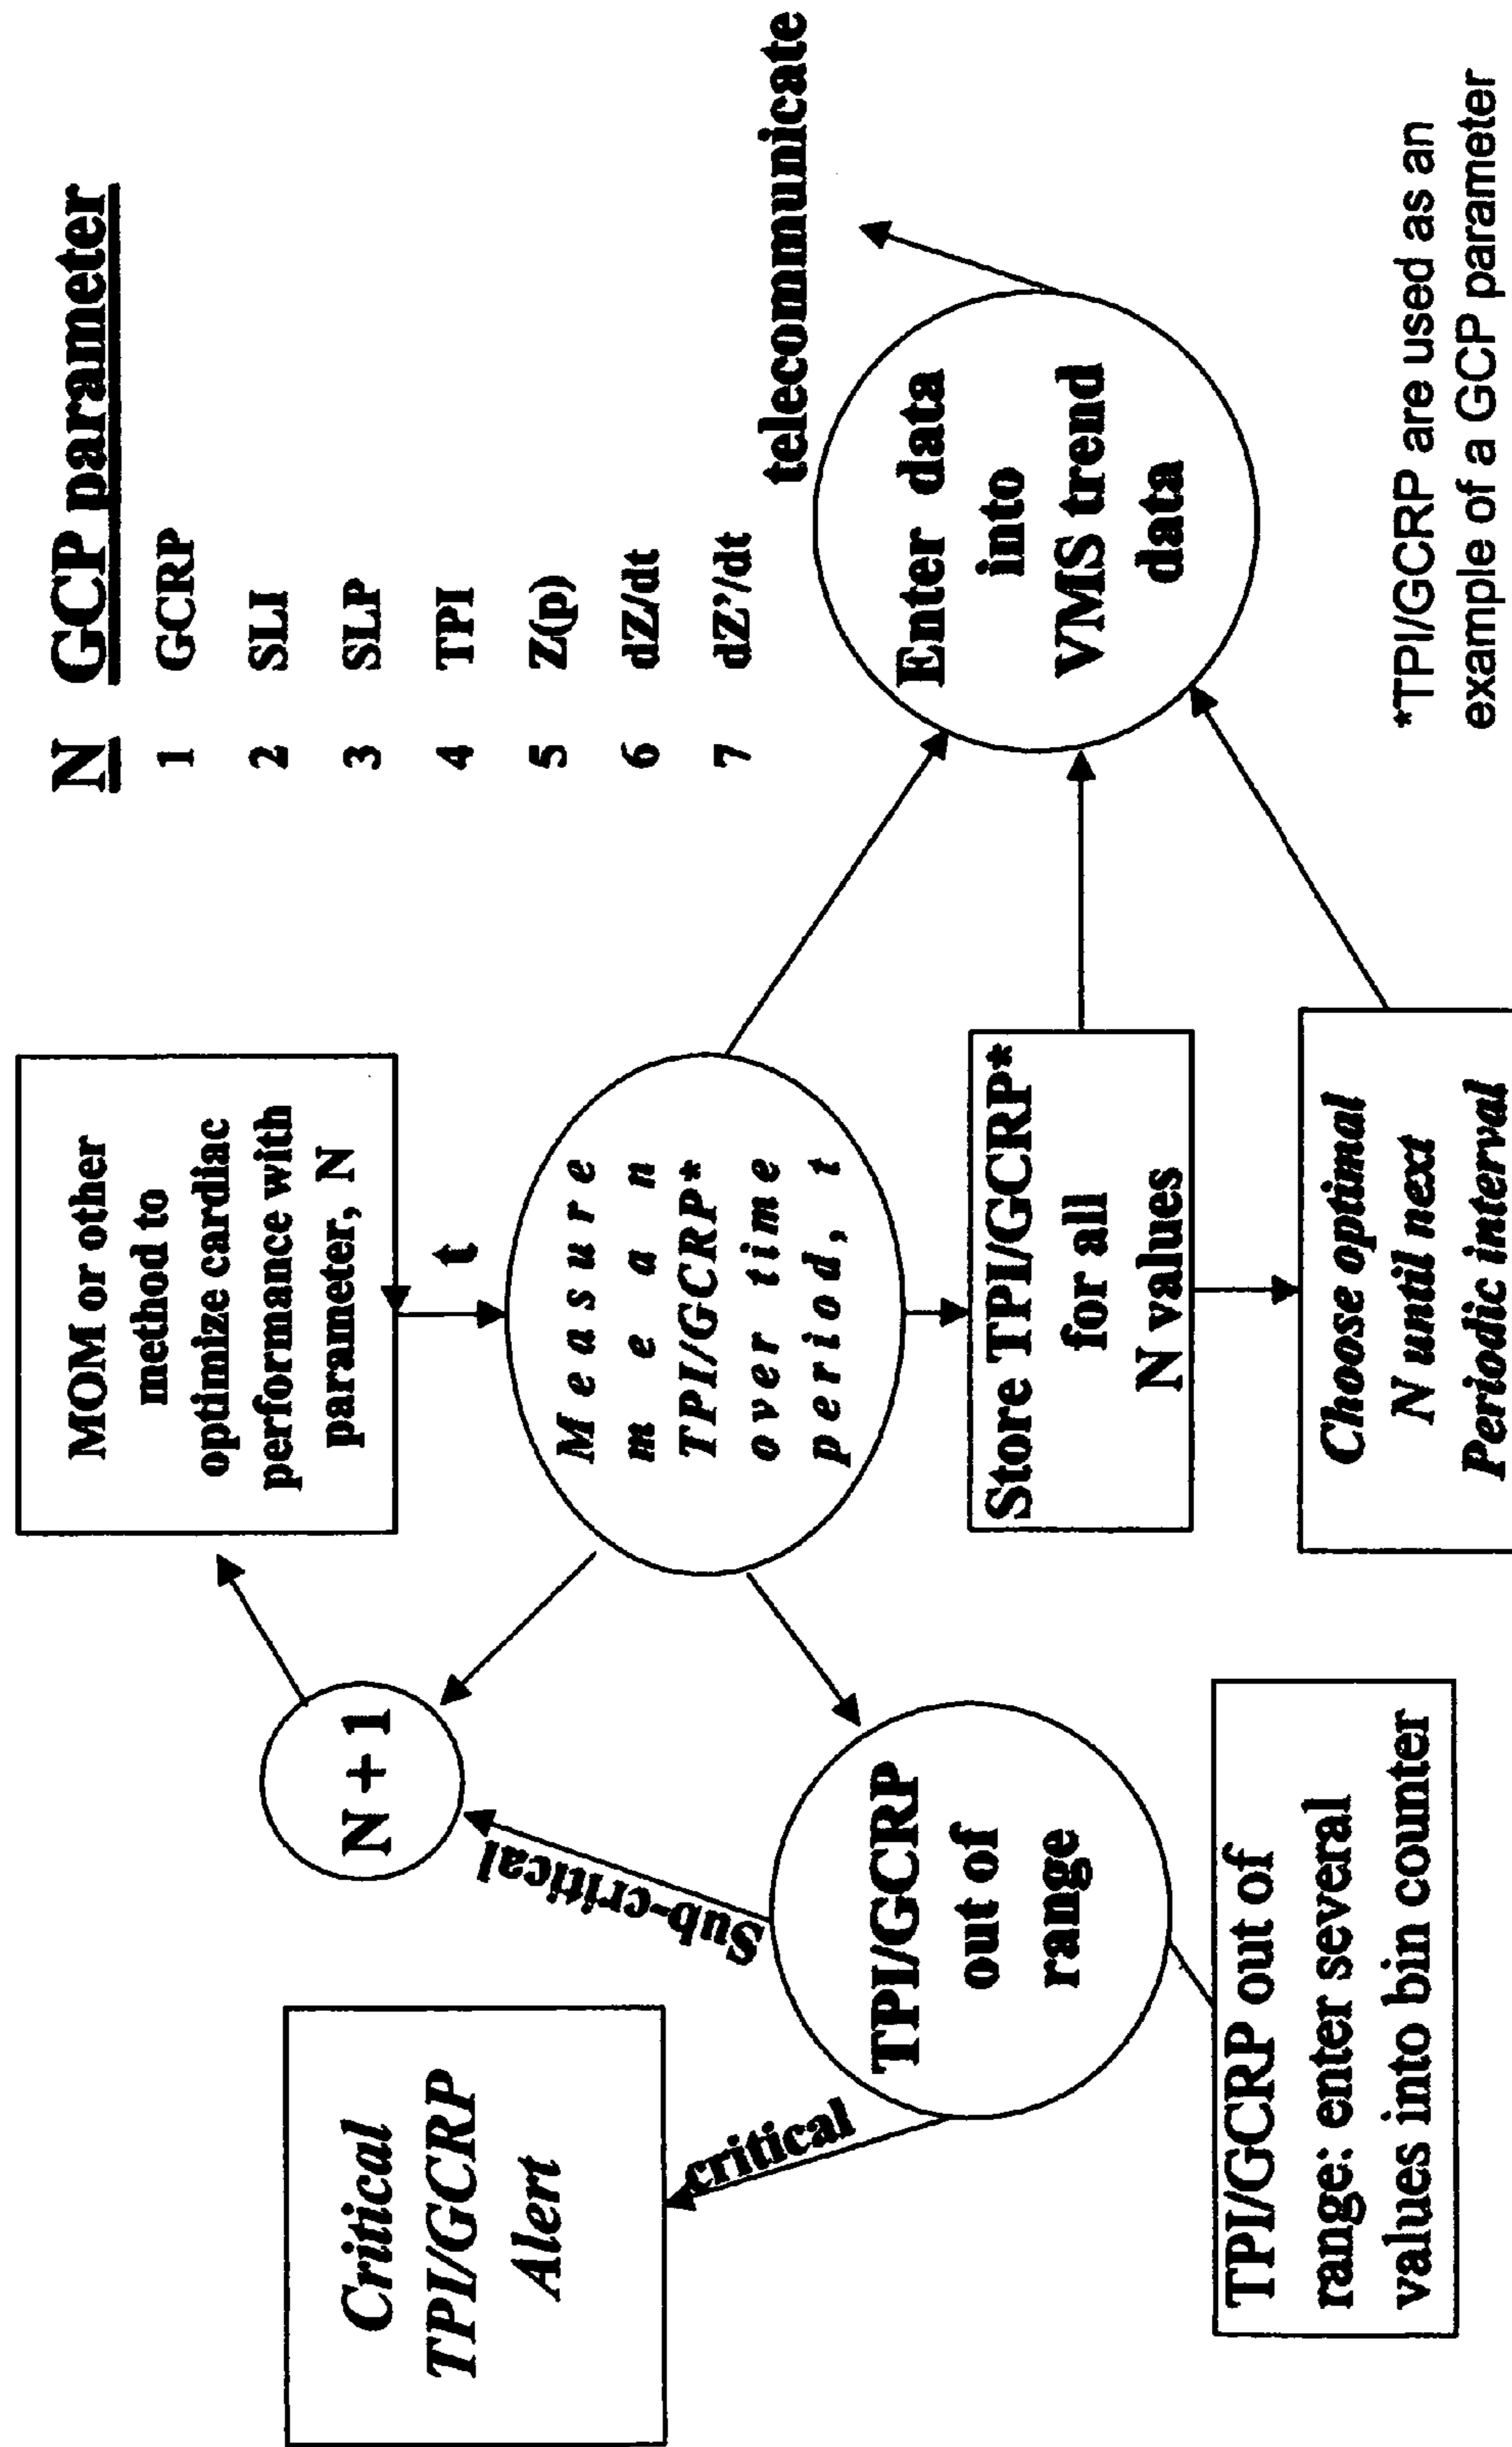 N GCP parameter
1 GCRP
2 SLI
3 SLP
4 TPI
5 Z(p)
6 dZ/dt
7 dZ'/dt
MOM or other
method to
optimize cardiac
performance with
parameter, N
t
N + 1
Measure
mean
TPI/GCRP*
over time
period, t
Sub-critical
Critical
TPI/GCRP
Alert
critical
TPI/GCRP
out of
range
TPI/GCRP out of
range: enter several
values into bin counter
Store TPI/GCRP*
for all
N values
Choose optimal
N until next
Periodic interval
Enter data
into
VMS trend
data
telecommunicate
*TPI/GCRP are used as an
example of a GCP parameter